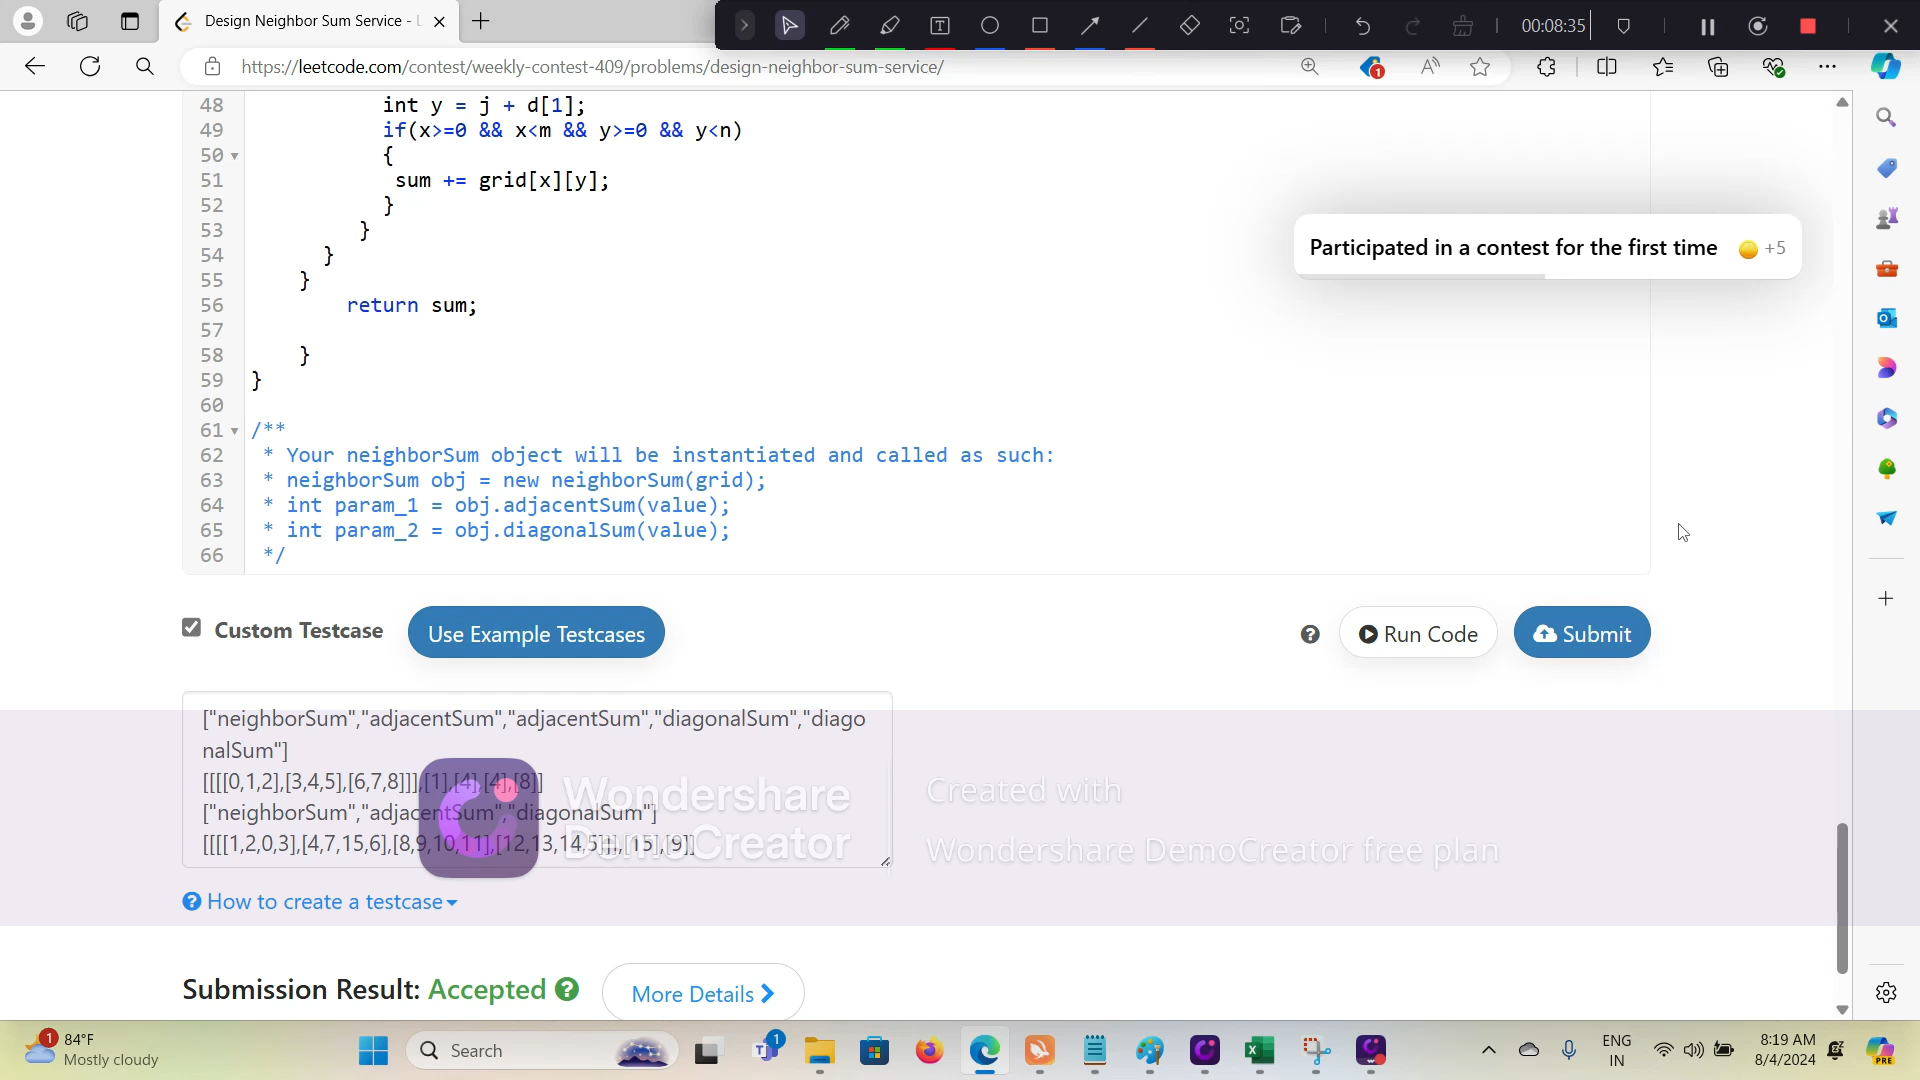 Design Neighbor Sum Service - L
00:08:35
https://leetcode.com/contest/weekly-contest-409/problems/design-neighbor-sum-service/
1
48 int y = j + d[1];
49 if(x>=0 && x<m && y>=0 && y<n)
50 {
51 sum += grid[x][y];
52 }
53 }
54 }
55 }
56 return sum;
57
58 }
59 }
60
61 /**
62 * Your neighborSum object will be instantiated and called as such:
63 * neighborSum obj = new neighborSum(grid);
64 * int param_1 = obj.adjacentSum(value);
65 * int param_2 = obj.diagonalSum(value);
66 */
Participated in a contest for the first time +5
Custom Testcase Use Example Testcases Run Code Submit
["neighborSum","adjacentSum","adjacentSum","diagonalSum","diago
nalSum"]
[[[[0,1,2],[3,4,5],[6,7,8]]],[1],[4],[4],[8]]
["neighborSum","adjacentSum","diagonalSum"]
[[[[1,2,0,3],[4,7,15,6],[8,9,10,11],[12,13,14,5]]],[15],[9]]
Wondershare
DemoCreator
Created with
Wondershare DemoCreator free plan
How to create a testcase
Submission Result: Accepted More Details
1 84°F
Mostly cloudy
Search
1
ENG
IN
8:19 AM
8/4/2024
PRE